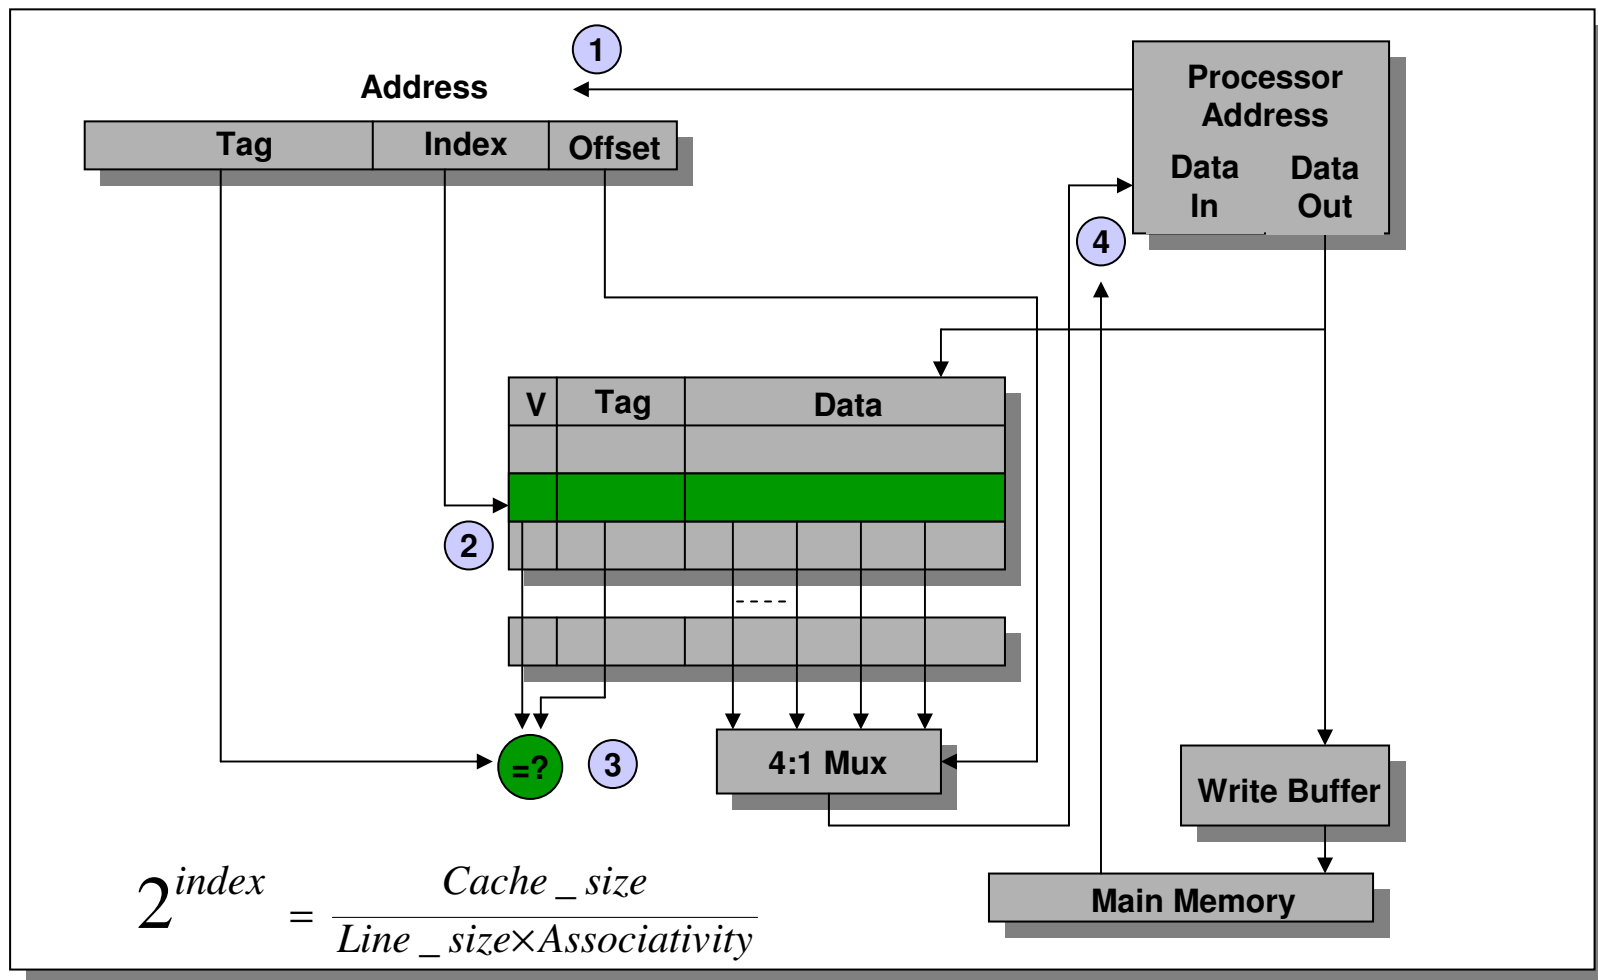 1
Address
Processor
Address
Data In
Data Out
Tag
Index
Offset
4
V
Tag
Data
2
=?
3
4:1 Mux
Write Buffer
Main Memory
2^index = Cache_size / Line_size×Associativity